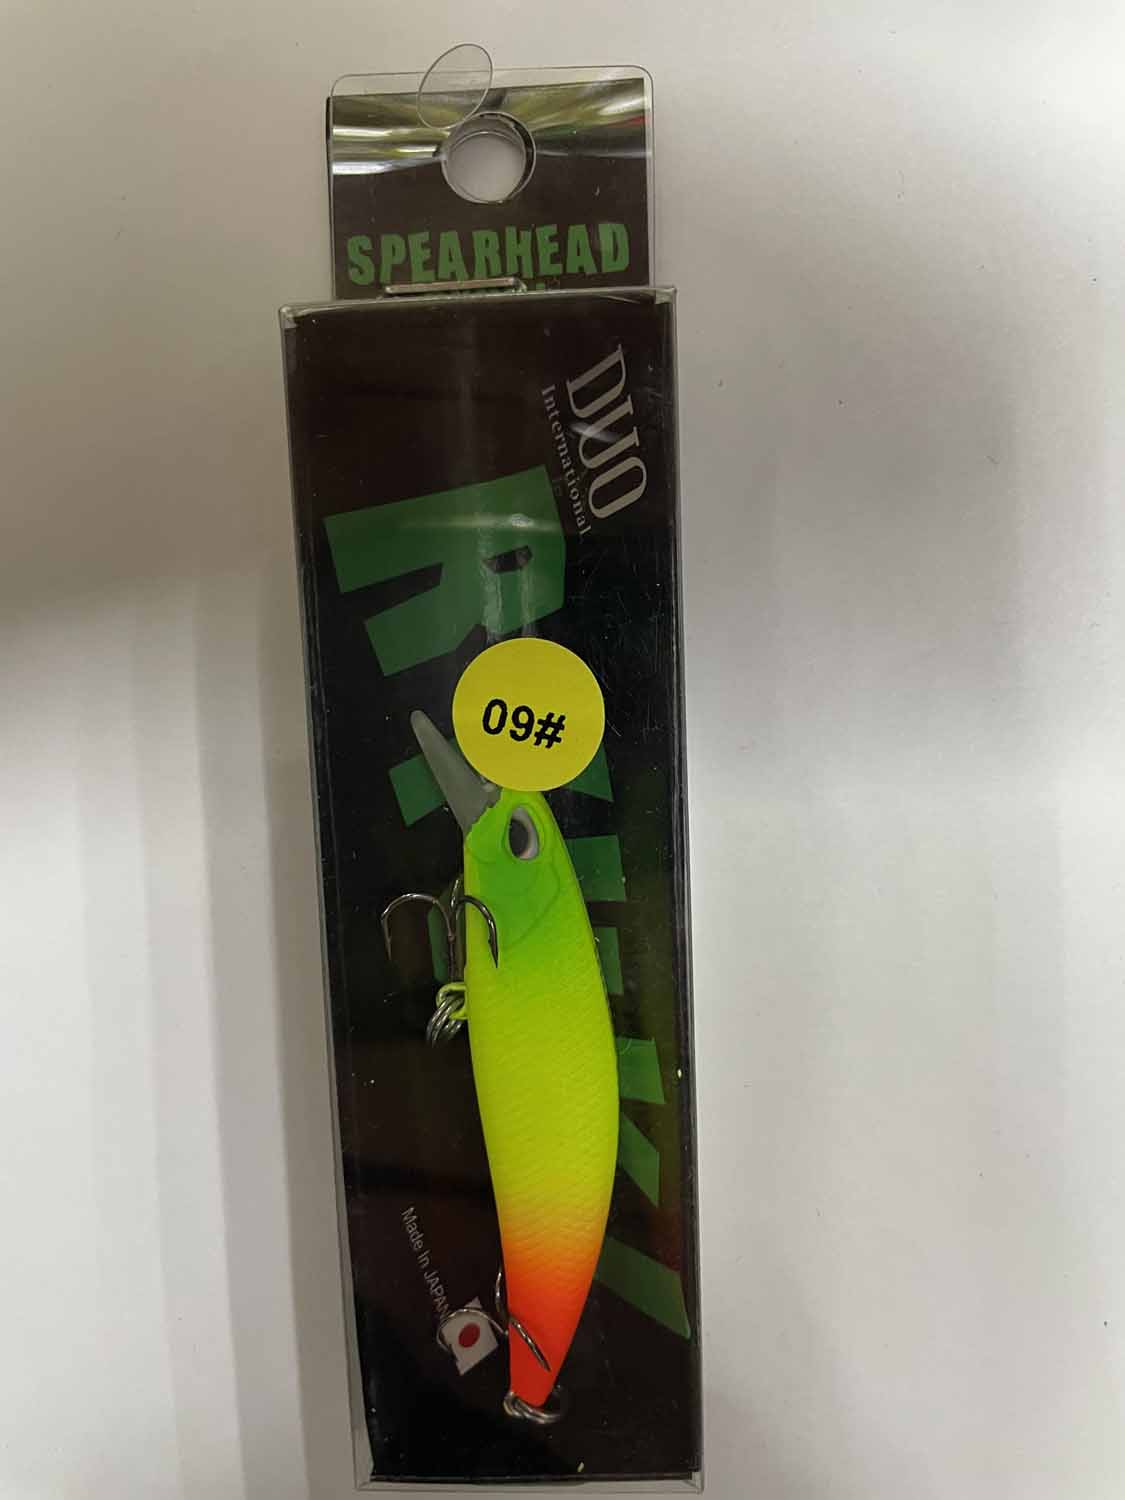 SPEARHEAD
DUO
International
09#
Made In JAPAN